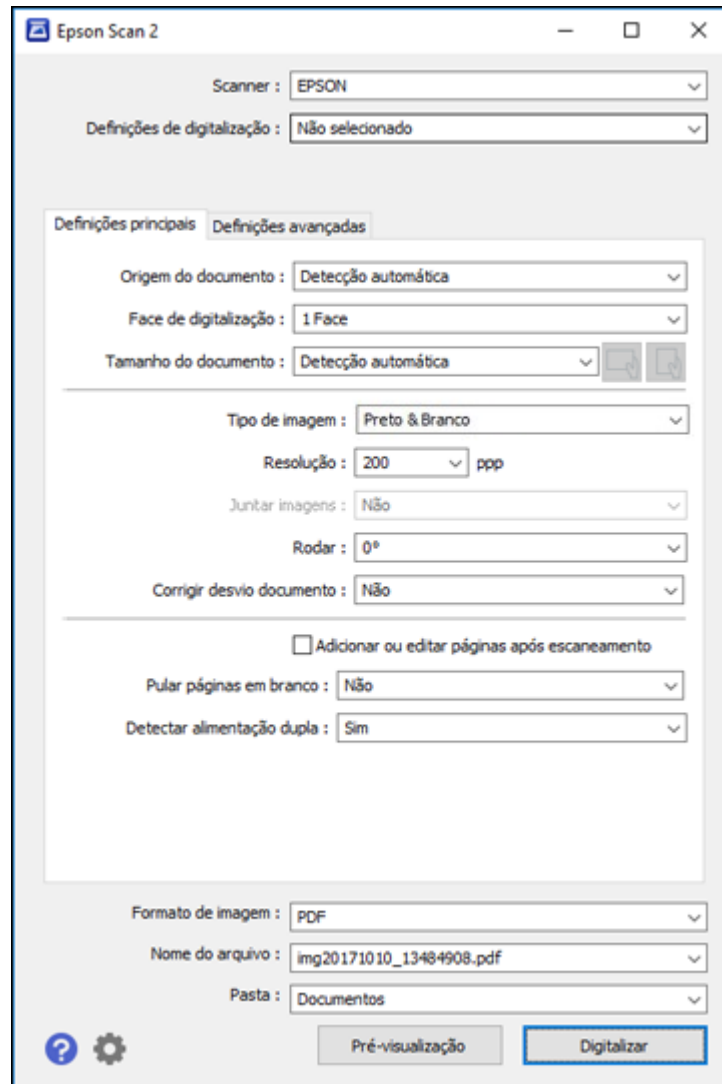 Epson Scan 2
Scanner : EPSON
Definições de digitalização : Não selecionado
Definições principais Definições avançadas
Origem do documento : Detecção automática
Face de digitalização : 1 Face
Tamanho do documento : Detecção automática
Tipo de imagem : Preto & Branco
Resolução : 200 ppp
Juntar imagens : Não
Rodar : 0°
Corrigir desvio documento : Não
Adicionar ou editar páginas após escaneamento
Pular páginas em branco : Não
Detectar alimentação dupla : Sim
Formato de imagem : PDF
Nome do arquivo : img20171010_13484908.pdf
Pasta : Documentos
? Pré-visualização Digitalizar